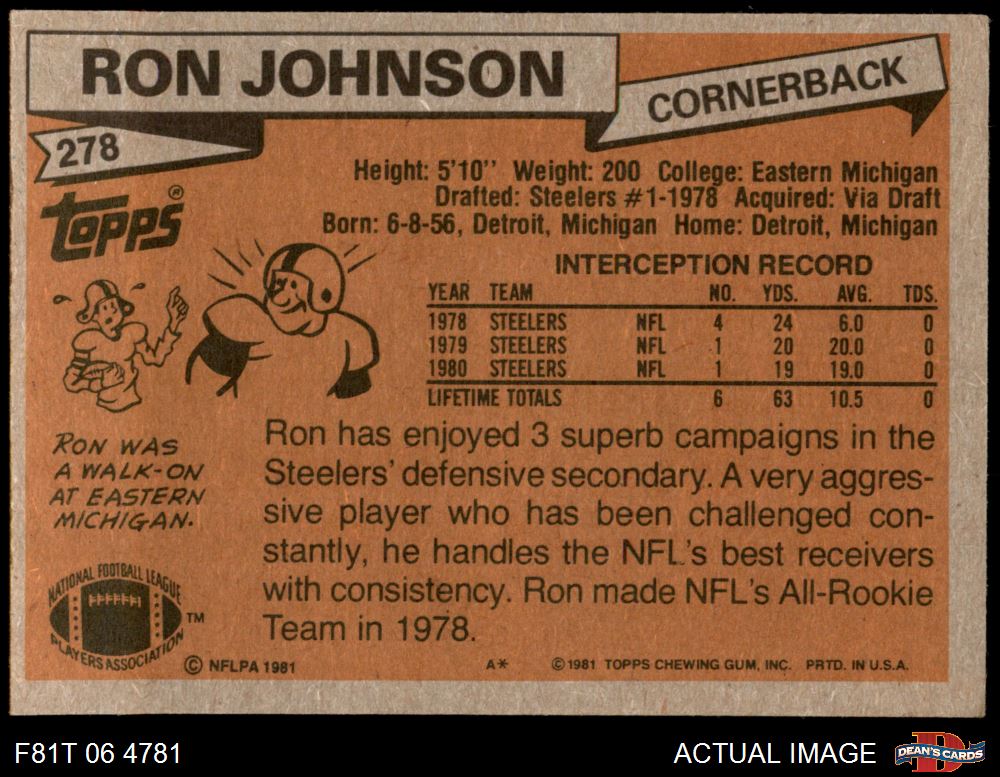 RON JOHNSON
CORNERBACK
278
TOPPS®
Height: 5'10'' Weight: 200 College: Eastern Michigan
Drafted: Steelers #1-1978 Acquired: Via Draft
Born: 6-8-56, Detroit, Michigan Home: Detroit, Michigan
INTERCEPTION RECORD
YEAR TEAM NO. YDS. AVG. TDS.
1978 STEELERS NFL 4 24 6.0 0
1979 STEELERS NFL 1 20 20.0 0
1980 STEELERS NFL 1 19 19.0 0
LIFETIME TOTALS 6 63 10.5 0
RON WAS
A WALK-ON
AT EASTERN
MICHIGAN.
Ron has enjoyed 3 superb campaigns in the
Steelers' defensive secondary. A very aggres-
sive player who has been challenged con-
stantly, he handles the NFL's best receivers
with consistency. Ron made NFL's All-Rookie
Team in 1978.
NATIONAL FOOTBALL LEAGUE
PLAYERS ASSOCIATION
TM
© NFLPA 1981
A*
© 1981 TOPPS CHEWING GUM, INC. PRTD. IN U.S.A.
F81T 06 4781
ACTUAL IMAGE
D
DEAN'S CARDS